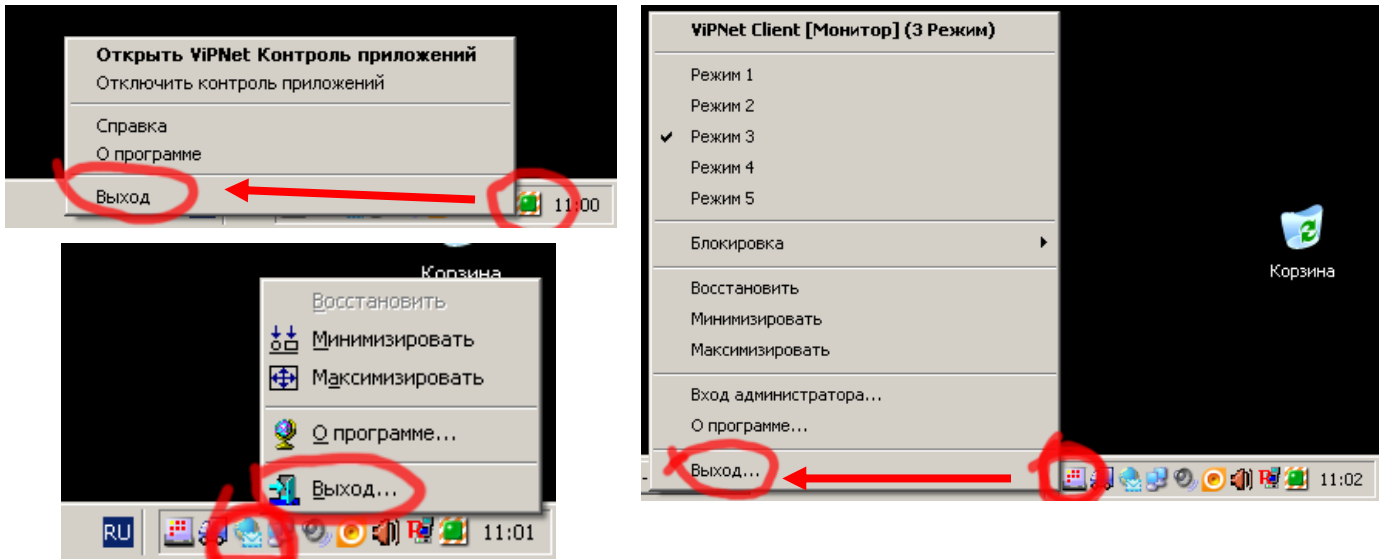 Открыть ViPNet Контроль приложений
Отключить контроль приложений
Справка
О программе
Выход
11:00
Корзина
Восстановить
Минимизировать
Максимизировать
О программе...
Выход...
RU
11:01
ViPNet Client [Монитор] (3 Режим)
Режим 1
Режим 2
Режим 3
Режим 4
Режим 5
Блокировка
Восстановить
Минимизировать
Максимизировать
Вход администратора...
О программе...
Выход...
Корзина
11:02